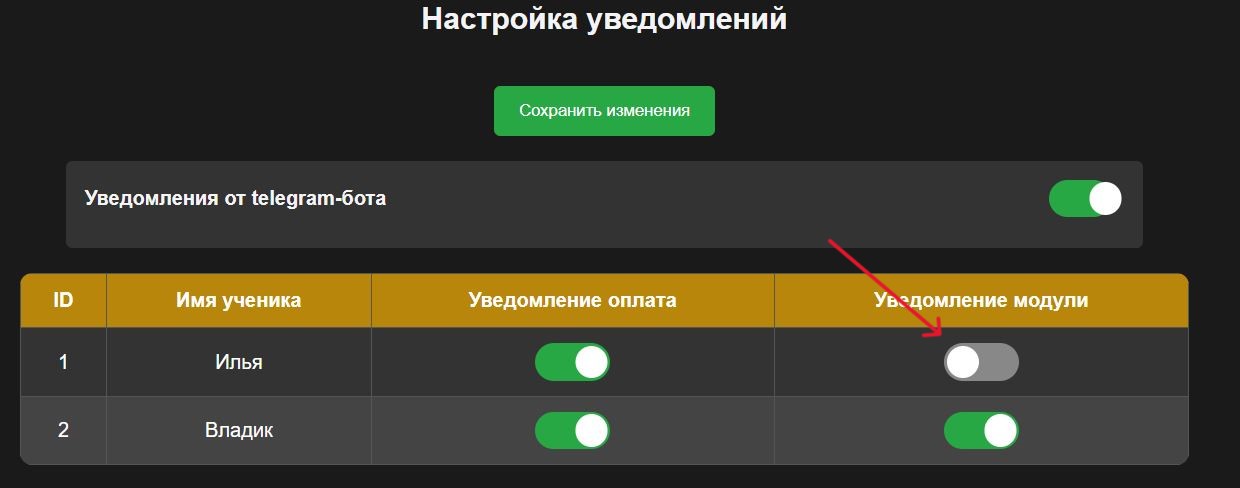 Настройка уведомлений
Сохранить изменения
Уведомления от telegram-бота
ID Имя ученика Уведомление оплата Уведомление модули
1 Илья
2 Владик